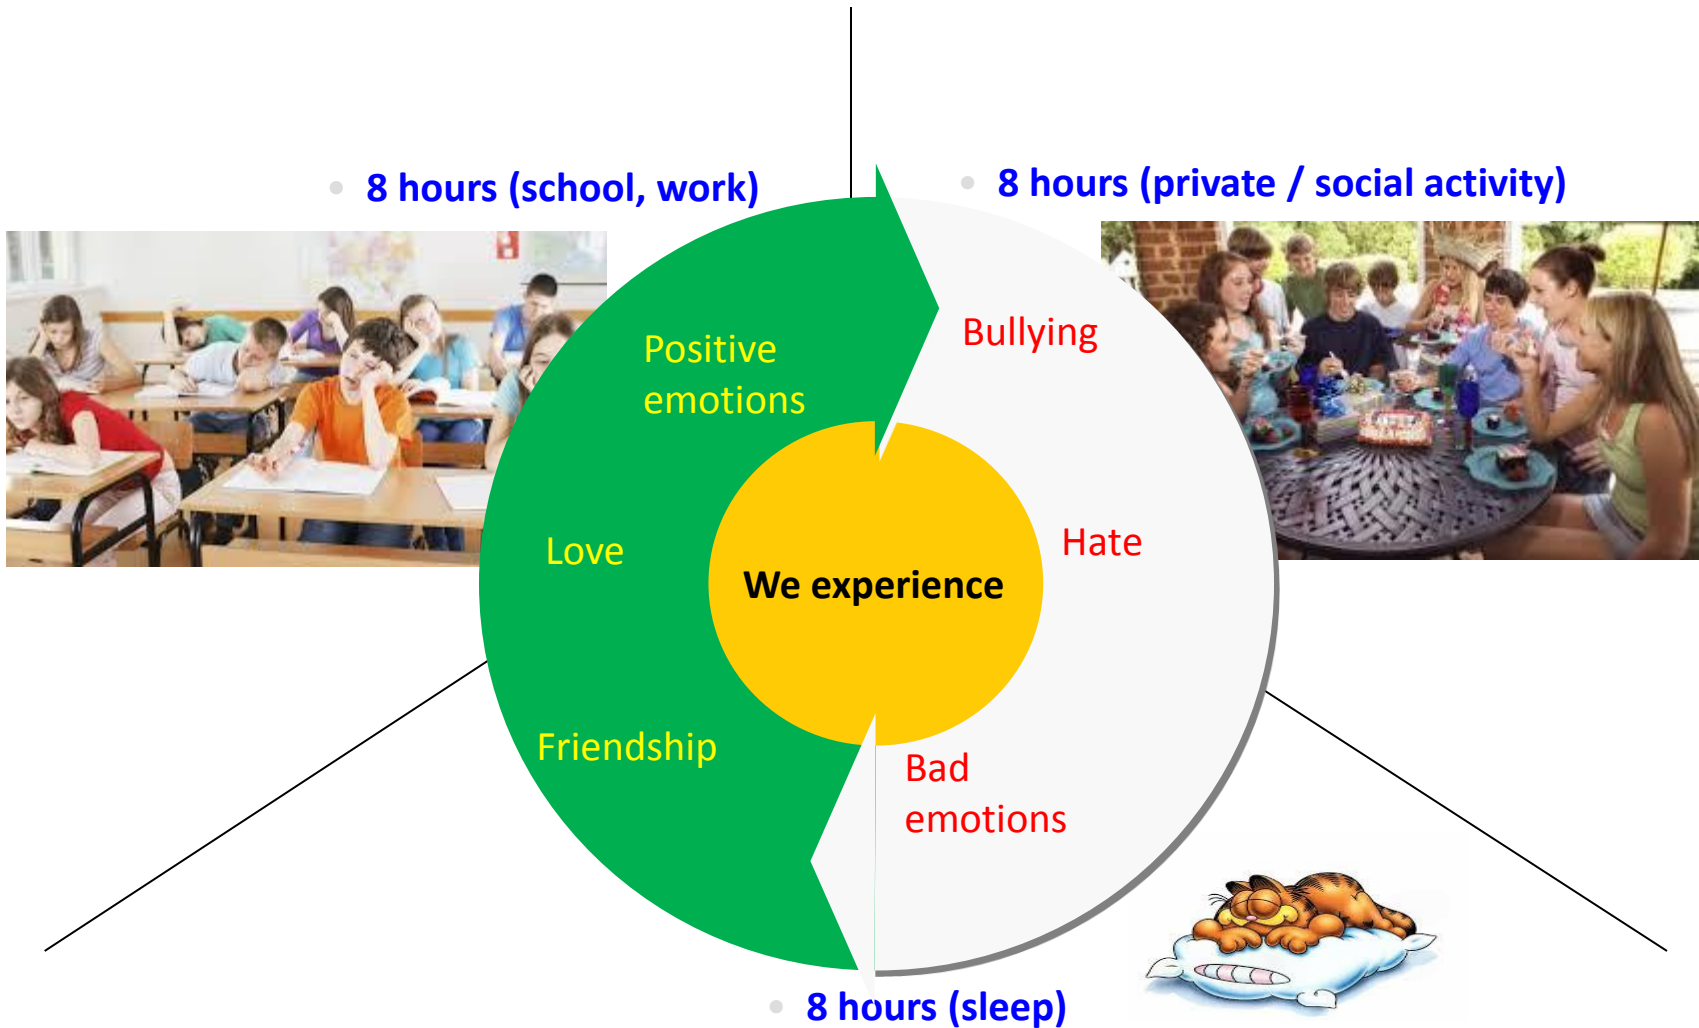 • 8 hours (school, work)
• 8 hours (private / social activity)
Positive
emotions
Love
Friendship
We experience
Bullying
Hate
Bad
emotions
• 8 hours (sleep)